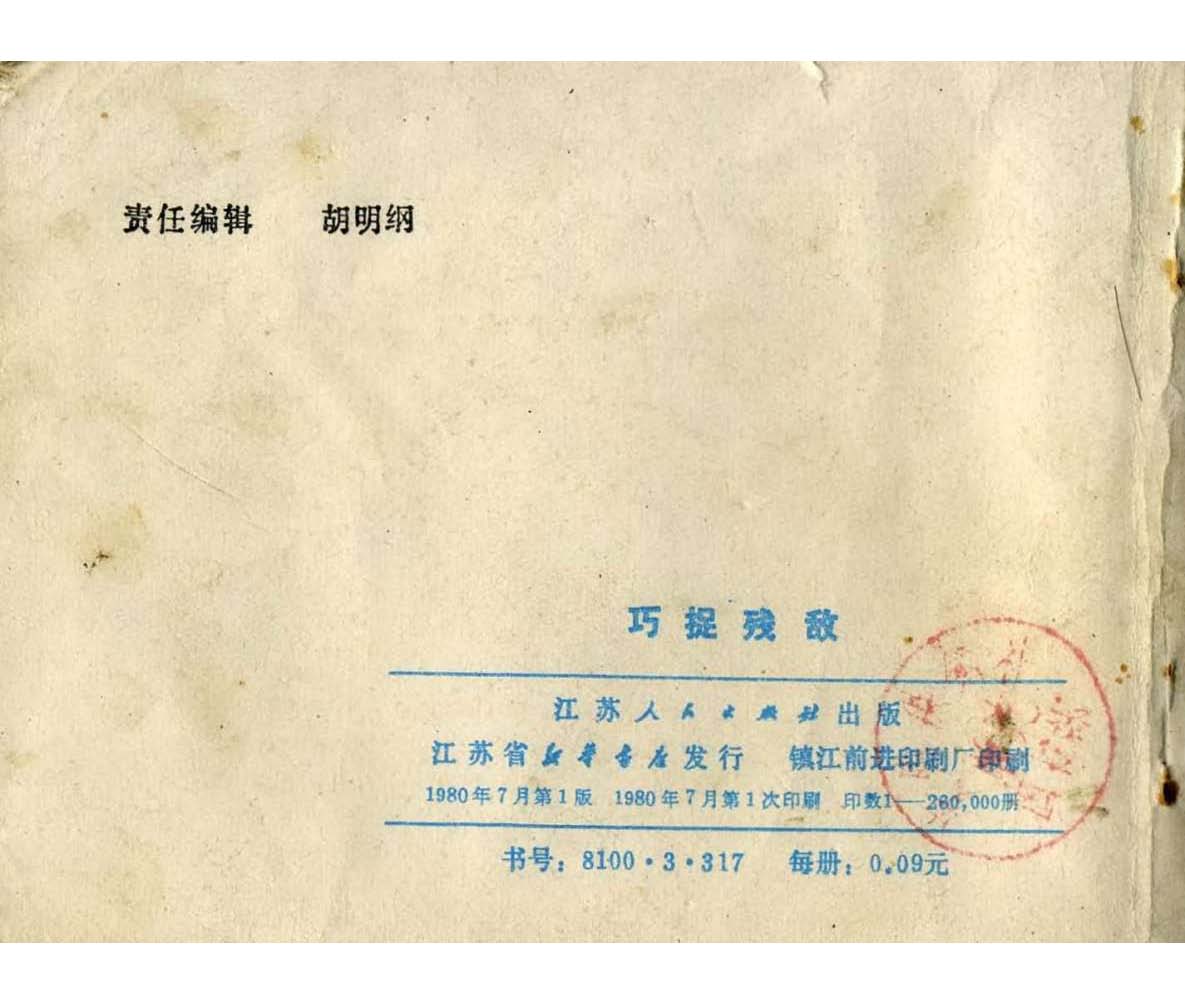 责任编辑 胡明纲
巧捉残敌
江苏人民出版社出版
江苏省新华书店发行 镇江前进印刷厂印刷
1980年7月第1版 1980年7月第1次印刷 印数1—260,000册
书号：8100·3·317 每册：0.09元